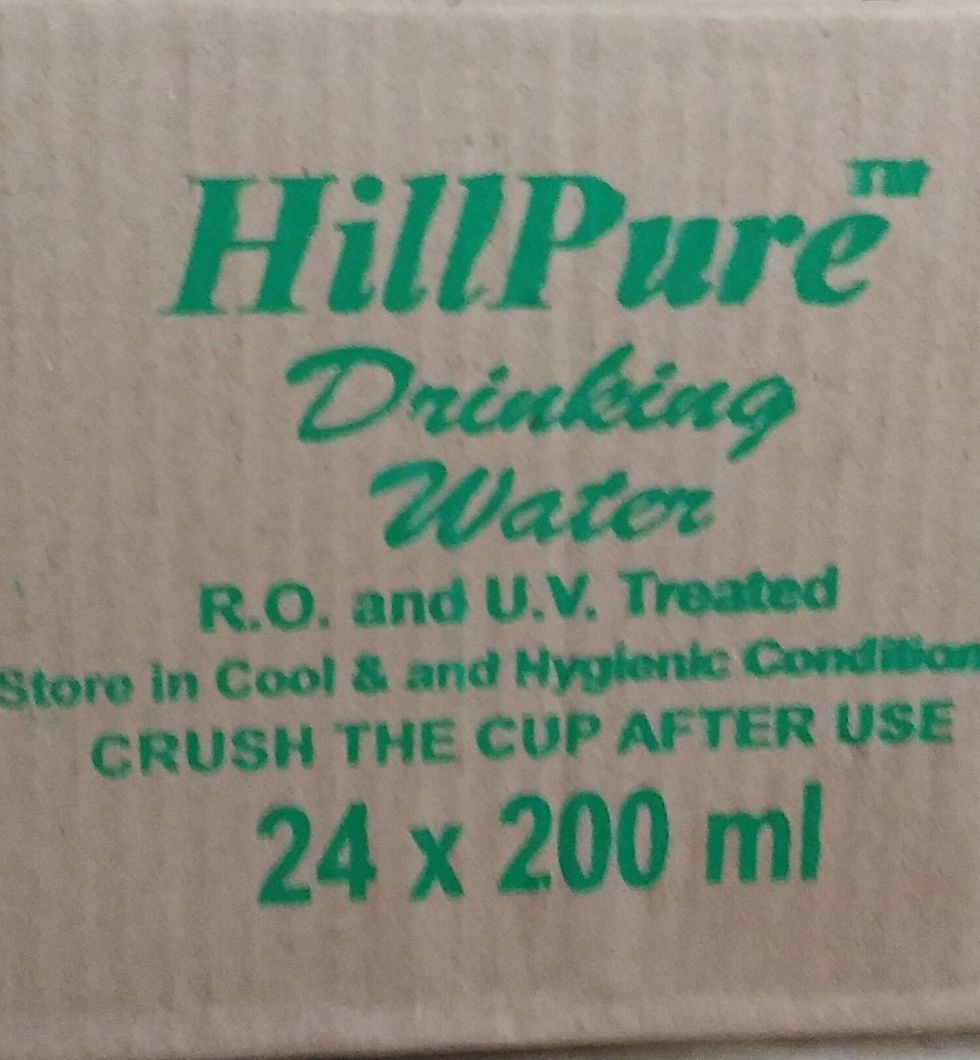 HillPure™
Drinking
Water
R.O. and U.V. Treated
Store in Cool & and Hygienic Condition
CRUSH THE CUP AFTER USE
24 x 200 ml